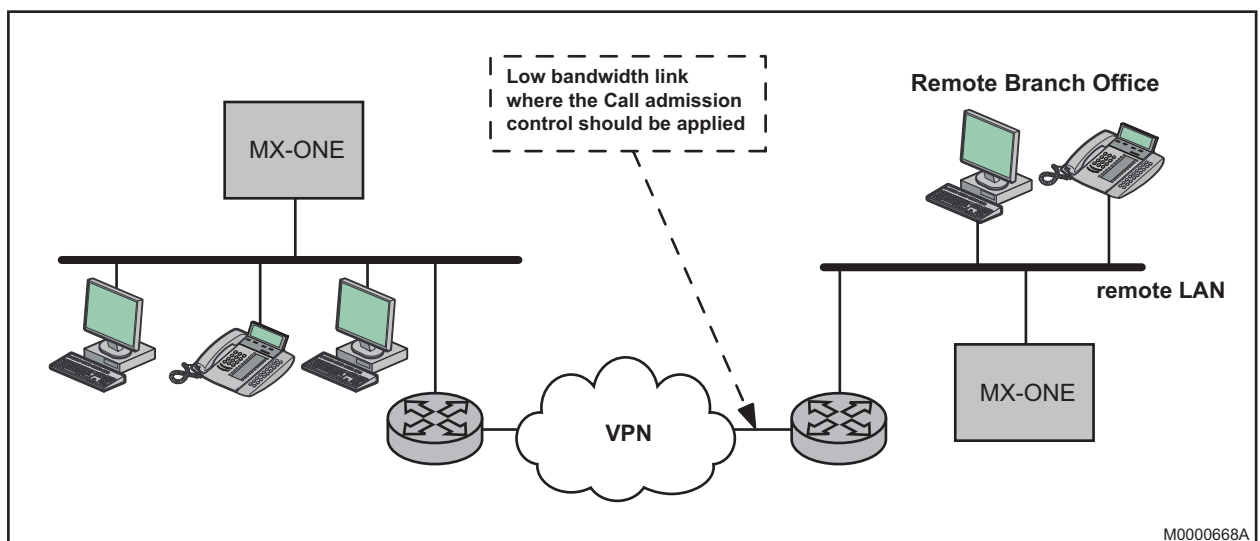 Low bandwidth link
where the Call admission
control should be applied
Remote Branch Office
MX-ONE
remote LAN
MX-ONE
VPN
M0000668A